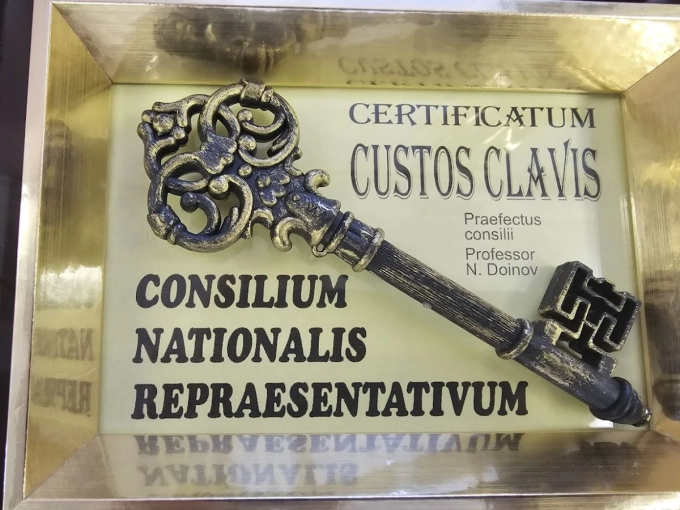 CERTIFICATUM
CUSTOS CLAVIS
Praefectus
consilii
Professor
N. Doinov
CONSILIUM
NATIONALIS
REPRAESENTATIVUM